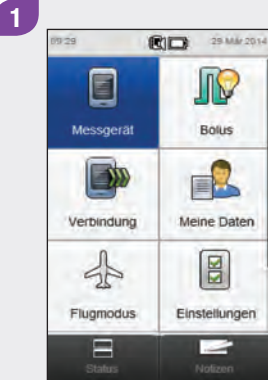 1
09:29 29 Mär 2014
Messgerät Bolus
Verbindung Meine Daten
Flugmodus Einstellungen
Status Notizen